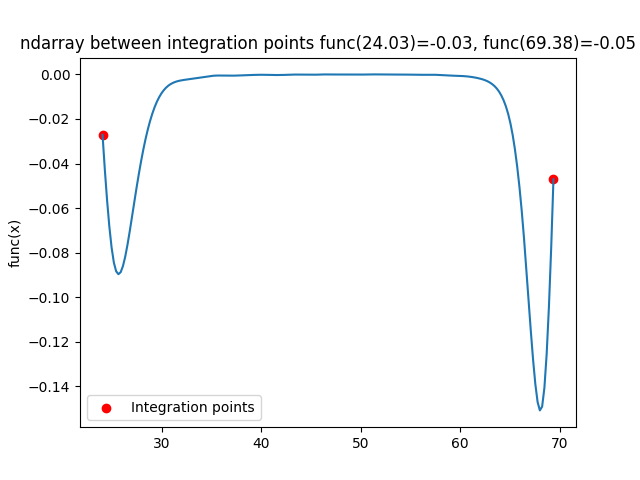 ndarray between integration points func(24.03)=-0.03, func(69.38)=-0.05
0.00
−0.02
−0.04
−0.06
−0.08
−0.10
−0.12
−0.14
func(x)
Integration points
30 40 50 60 70